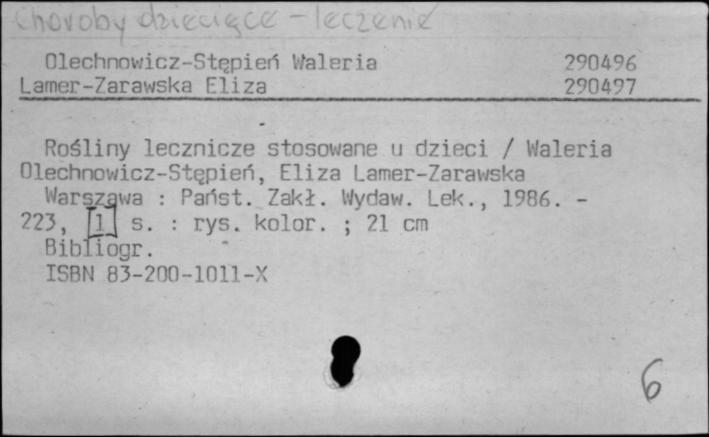 Choroby dziecięce - leczenie
Olechnowicz-Stępień Waleria 290496
Lamer-Zarawska Eliza 290497
Rośliny lecznicze stosowane u dzieci / Waleria
Olechnowicz-Stępień, Eliza Lamer-Zarawska
Warszawa : Państ. Zakł. Wydaw. Lek., 1986. -
223, [1] s. : rys. kolor. ; 21 cm
Bibliogr.
ISBN 83-200-1011-X
6